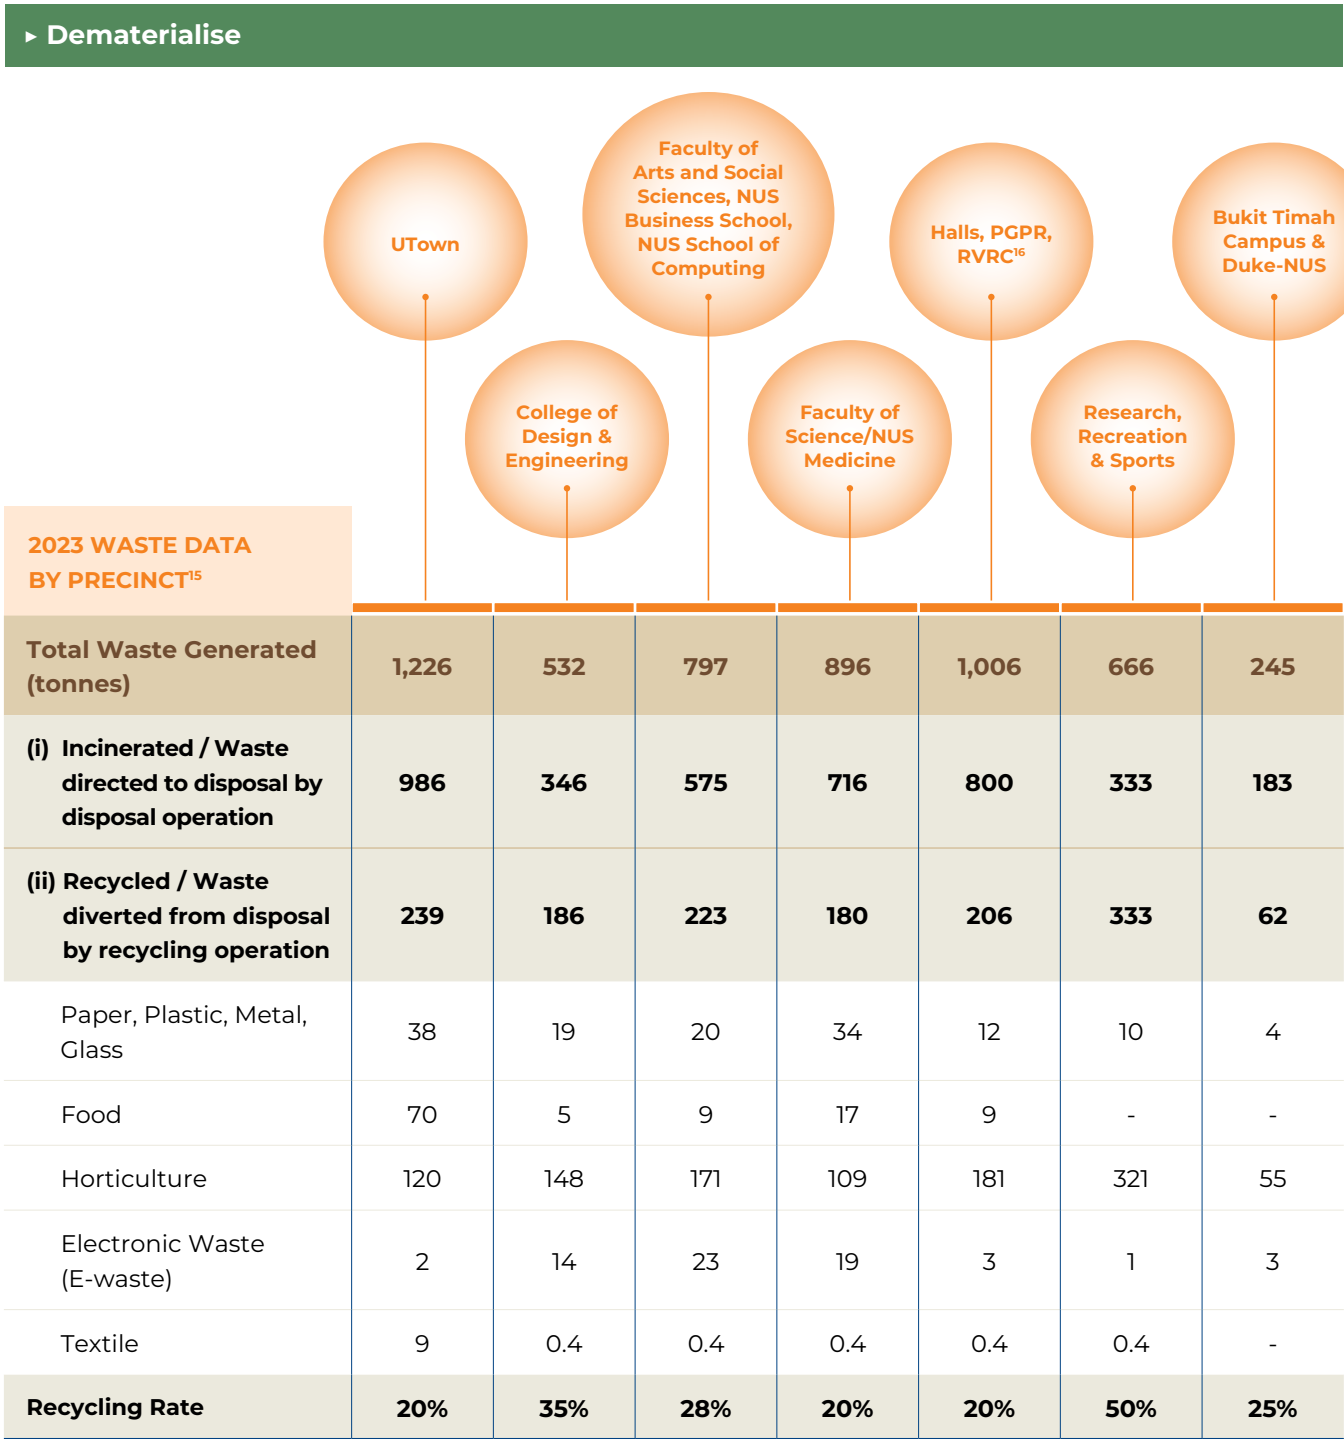 ▸ Dematerialise
UTown
College of
Design &
Engineering
Faculty of
Arts and Social
Sciences, NUS
Business School,
NUS School of
Computing
Faculty of
Science/NUS
Medicine
Halls, PGPR,
RVRC16
Research,
Recreation
& Sports
Bukit Timah
Campus &
Duke-NUS
2023 WASTE DATA
BY PRECINCT15
Total Waste Generated
(tonnes)
1,226 532 797 896 1,006 666 245
(i) Incinerated / Waste
directed to disposal by
disposal operation
986 346 575 716 800 333 183
(ii) Recycled / Waste
diverted from disposal
by recycling operation
239 186 223 180 206 333 62
Paper, Plastic, Metal,
Glass
38 19 20 34 12 10 4
Food 70 5 9 17 9 - -
Horticulture 120 148 171 109 181 321 55
Electronic Waste
(E-waste)
2 14 23 19 3 1 3
Textile 9 0.4 0.4 0.4 0.4 0.4 -
Recycling Rate 20% 35% 28% 20% 20% 50% 25%